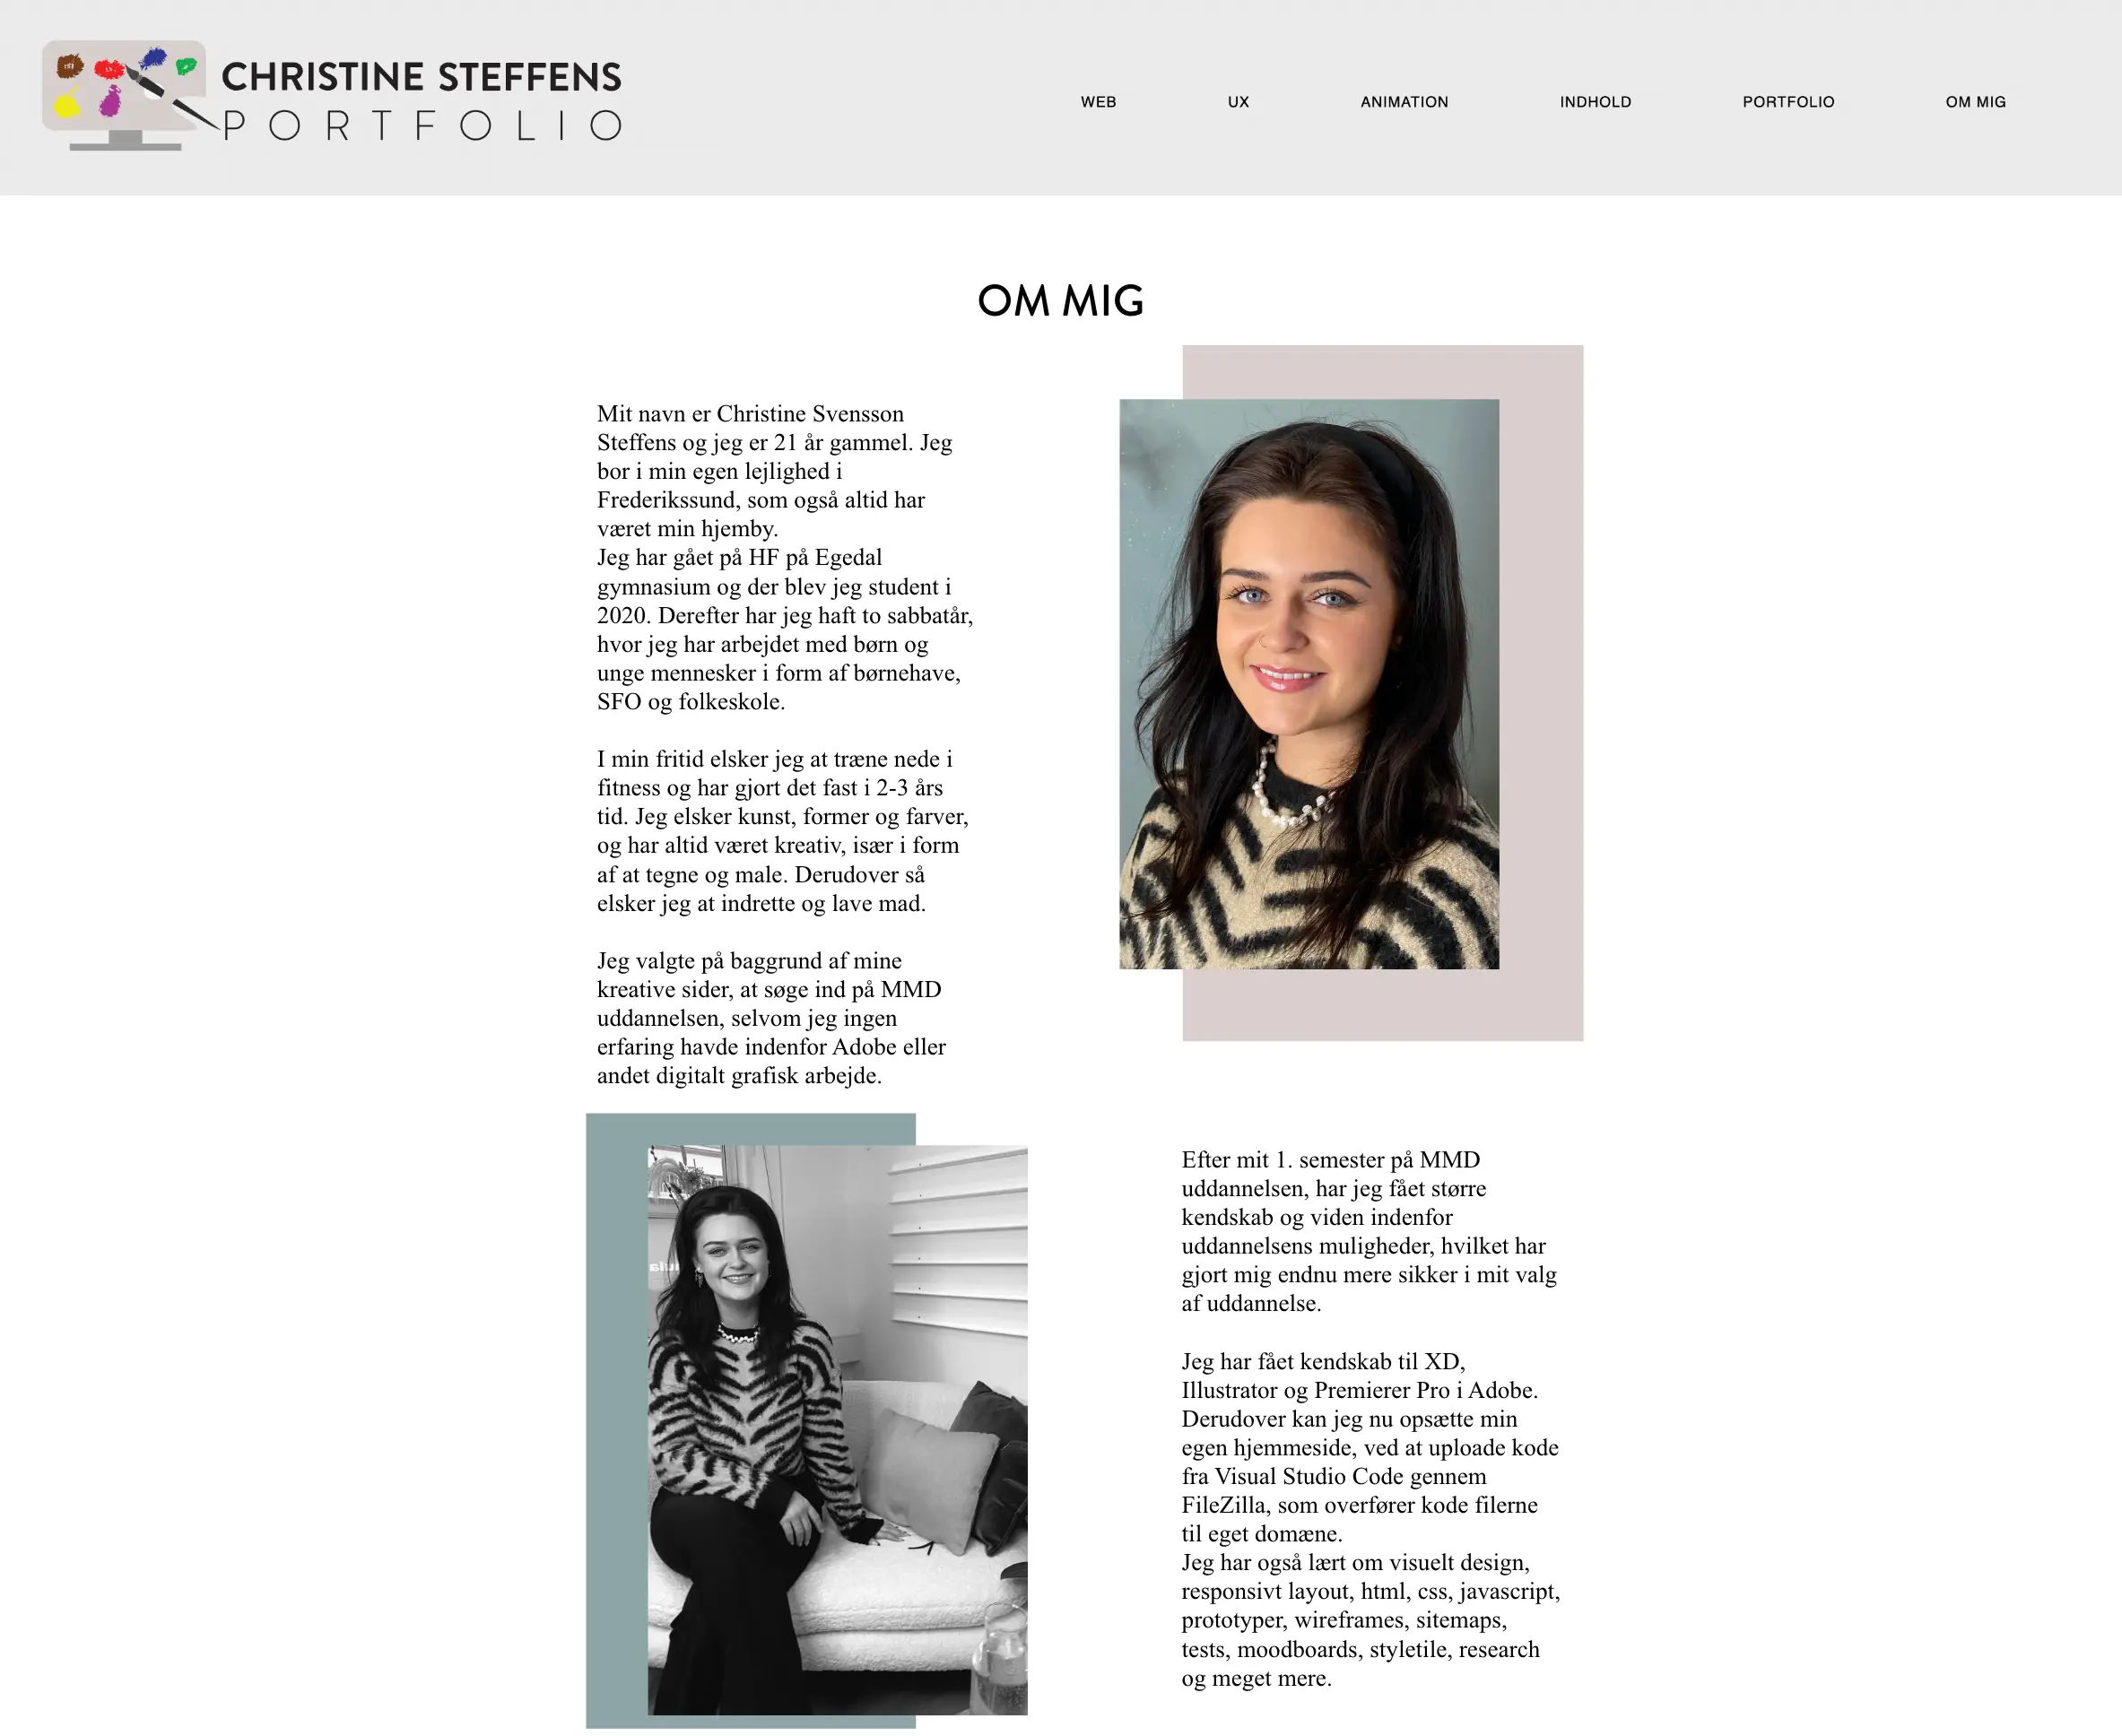 CHRISTINE STEFFENS
PORTFOLIO
WEB
UX
ANIMATION
INDHOLD
PORTFOLIO
OM MIG
OM MIG
Mit navn er Christine Svensson
Steffens og jeg er 21 år gammel. Jeg
bor i min egen lejlighed i
Frederikssund, som også altid har
været min hjemby.
Jeg har gået på HF på Egedal
gymnasium og der blev jeg student i
2020. Derefter har jeg haft to sabbatår,
hvor jeg har arbejdet med børn og
unge mennesker i form af børnehave,
SFO og folkeskole.
I min fritid elsker jeg at træne nede i
fitness og har gjort det fast i 2-3 års
tid. Jeg elsker kunst, former og farver,
og har altid været kreativ, især i form
af at tegne og male. Derudover så
elsker jeg at indrette og lave mad.
Jeg valgte på baggrund af mine
kreative sider, at søge ind på MMD
uddannelsen, selvom jeg ingen
erfaring havde indenfor Adobe eller
andet digitalt grafisk arbejde.
Efter mit 1. semester på MMD
uddannelsen, har jeg fået større
kendskab og viden indenfor
uddannelsens muligheder, hvilket har
gjort mig endnu mere sikker i mit valg
af uddannelse.
Jeg har fået kendskab til XD,
Illustrator og Premierer Pro i Adobe.
Derudover kan jeg nu opsætte min
egen hjemmeside, ved at uploade kode
fra Visual Studio Code gennem
FileZilla, som overfører kode filerne
til eget domæne.
Jeg har også lært om visuelt design,
responsivt layout, html, css, javascript,
prototyper, wireframes, sitemaps,
tests, moodboards, styletile, research
og meget mere.